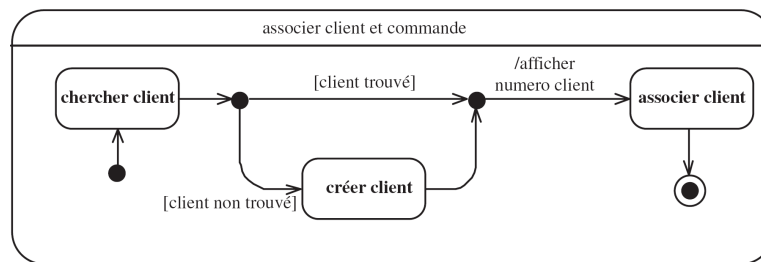 associer client et commande
chercher client
[client trouvé]
/afficher
numero client
associer client
[client non trouvé]
créer client